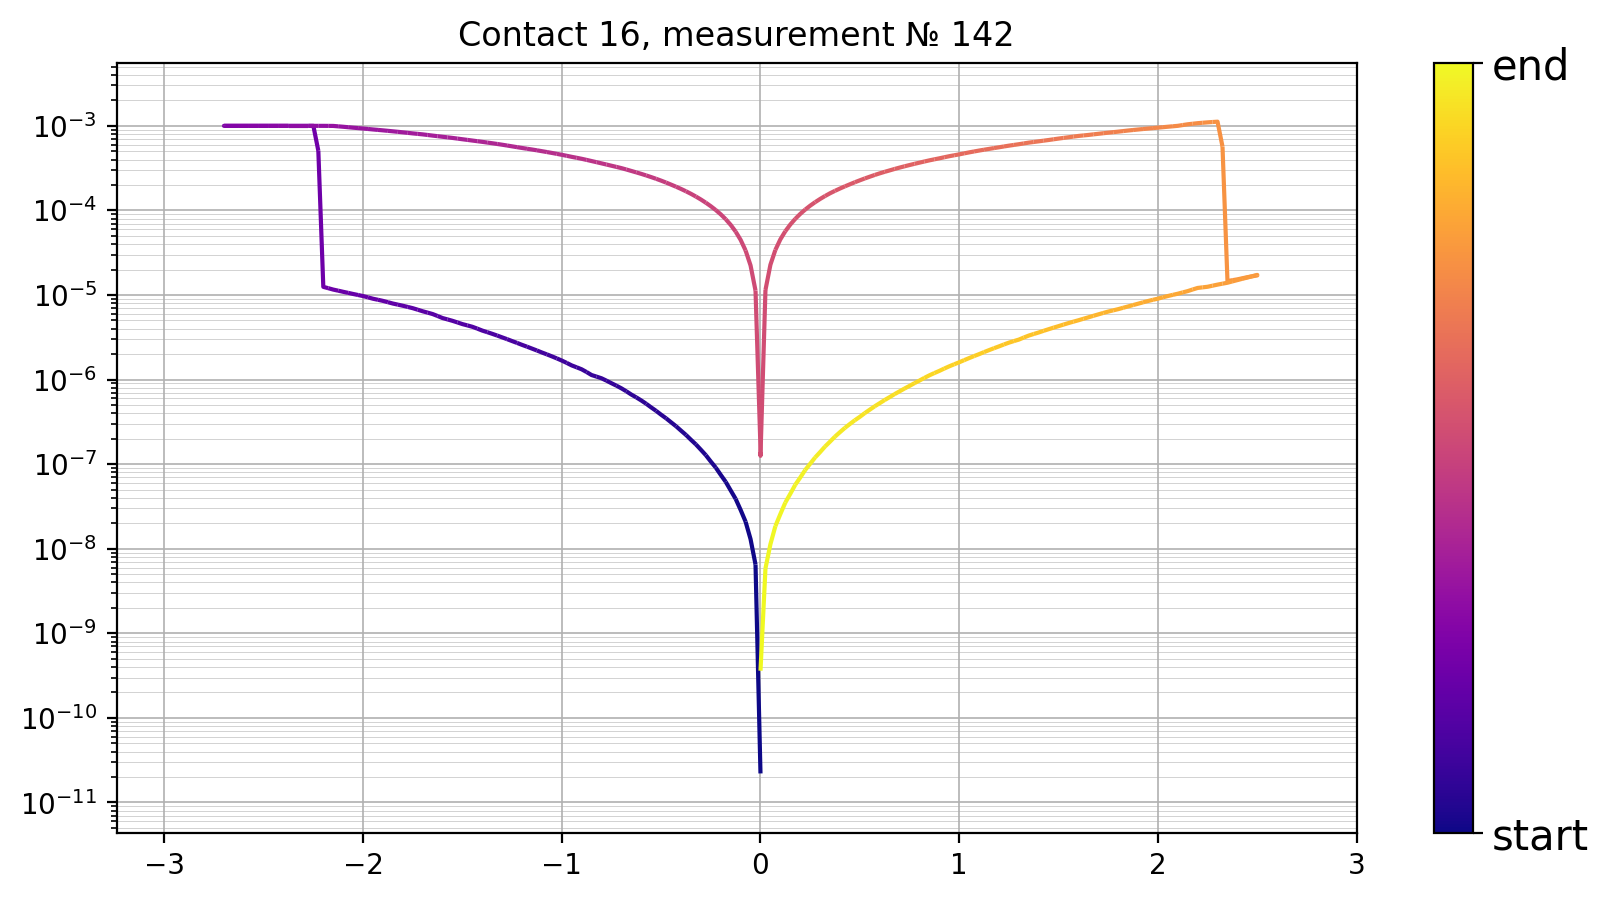 Contact 16, measurement № 142
10⁻³
10⁻⁴
10⁻⁵
10⁻⁶
10⁻⁷
10⁻⁸
10⁻⁹
10⁻¹⁰
10⁻¹¹
−3 −2 −1 0 1 2 3
end
start